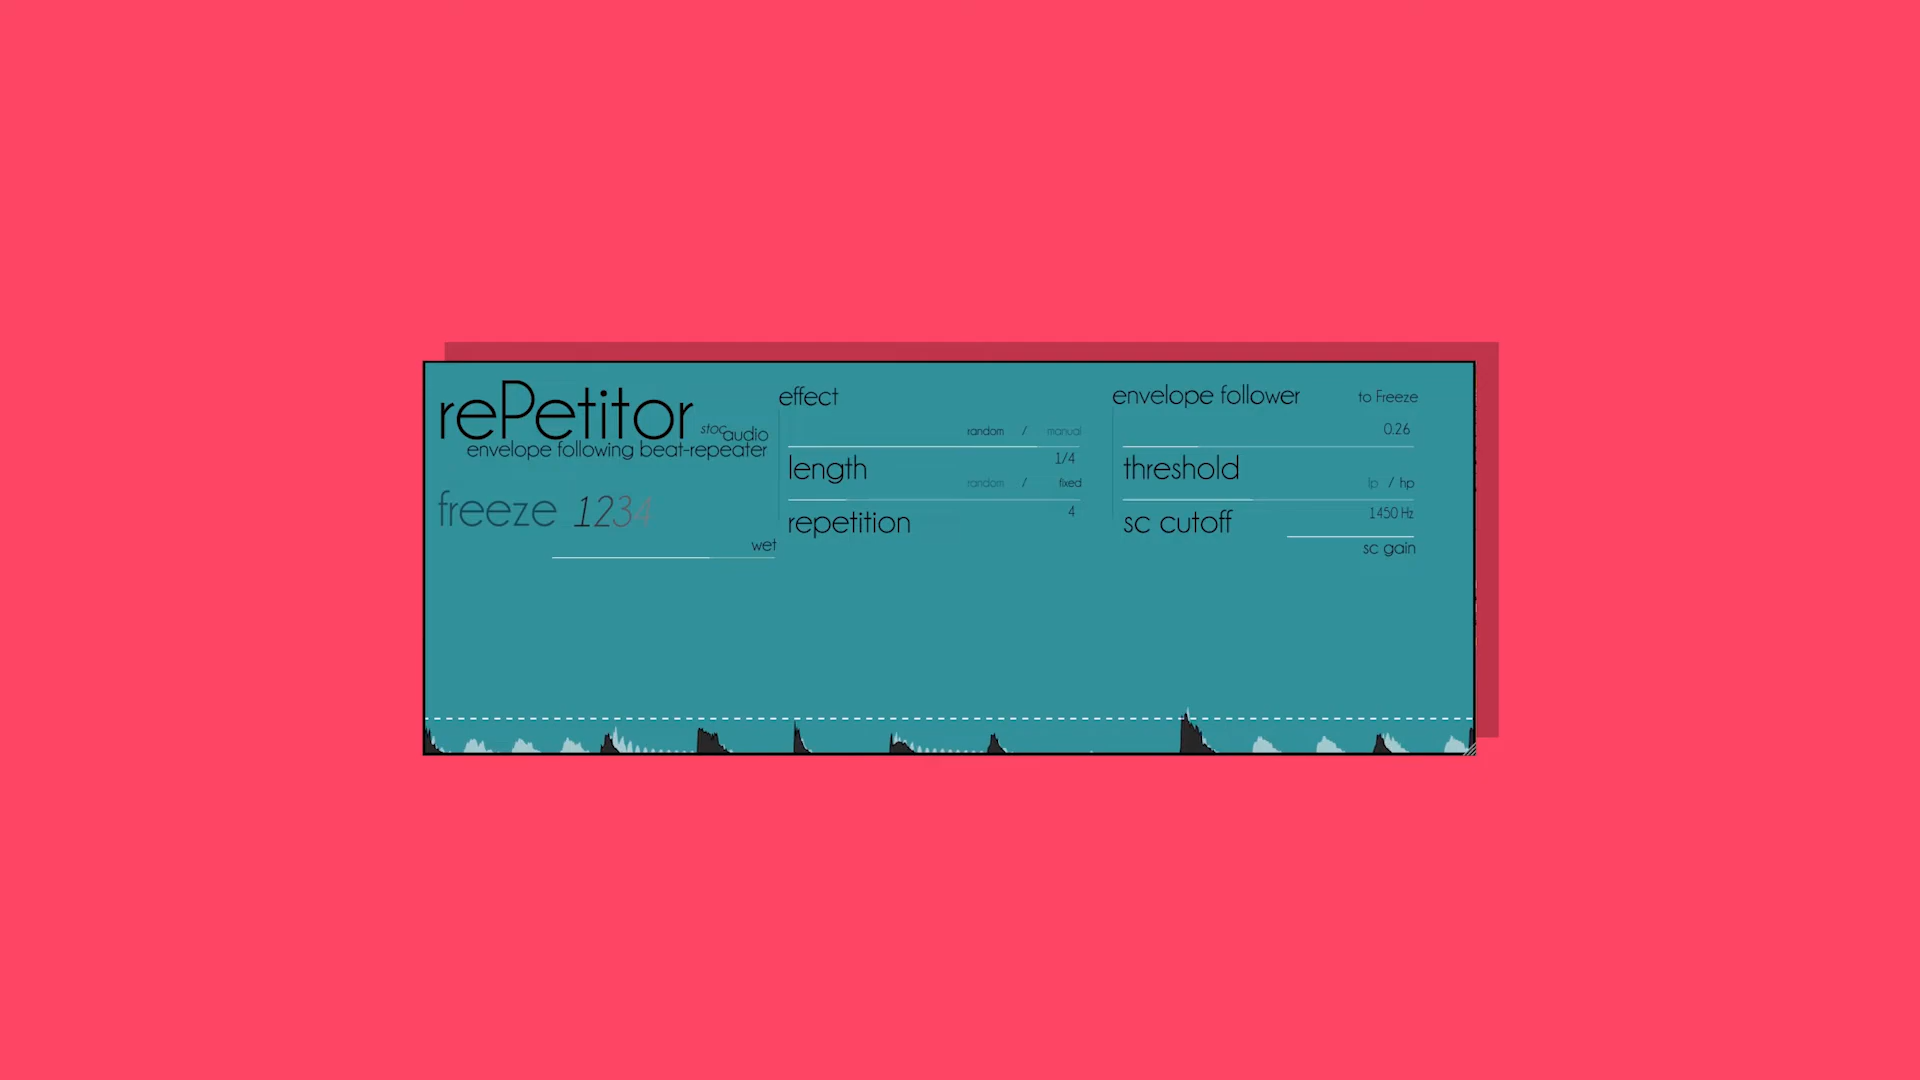 rePetitor
stocaudio
envelope following beat-repeater
freeze 1234
wet
effect
random / manual
1/4
length
random / fixed
4
repetition
envelope follower to Freeze
0.26
threshold
lp / hp
1450 Hz
sc cutoff
sc gain